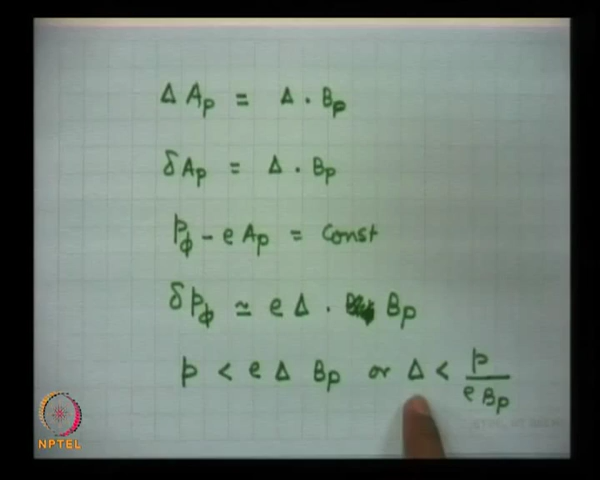 Δ A_p = Δ . B_p
δ A_p = Δ . B_p
p_ϕ - e A_p = Const
δ p_ϕ ≃ e Δ . B_p
p < e Δ B_p or Δ < p / e B_p
NPTEL